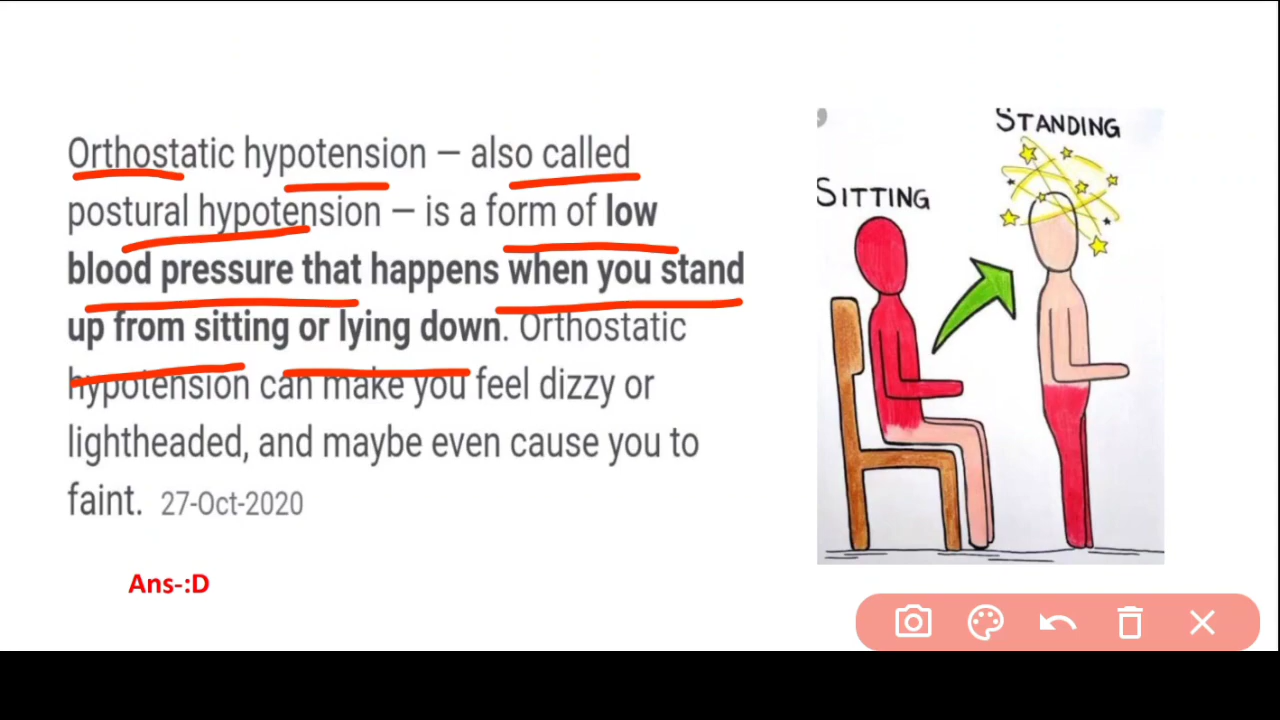 Orthostatic hypotension – also called
postural hypotension – is a form of low
blood pressure that happens when you stand
up from sitting or lying down. Orthostatic
hypotension can make you feel dizzy or
lightheaded, and maybe even cause you to
faint. 27-Oct-2020
Ans-:D
STANDING
SITTING